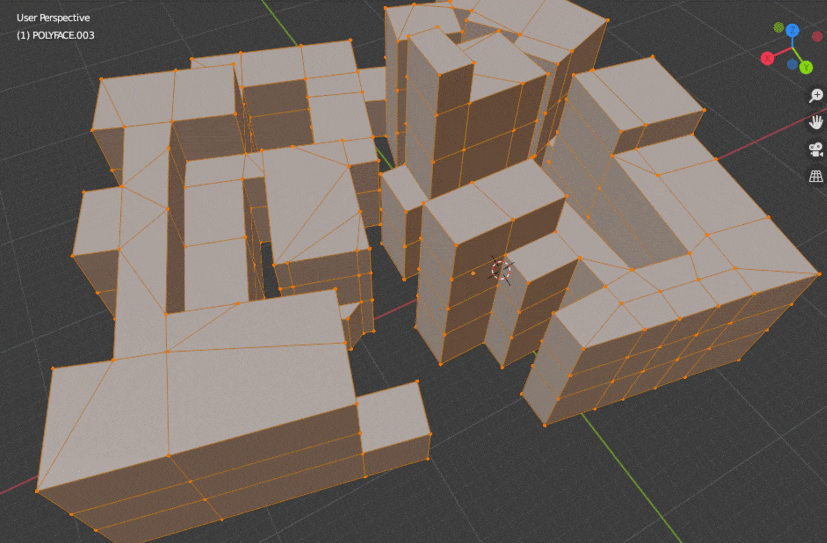 User Perspective
(1) POLYFACE.003
Z
X
Y